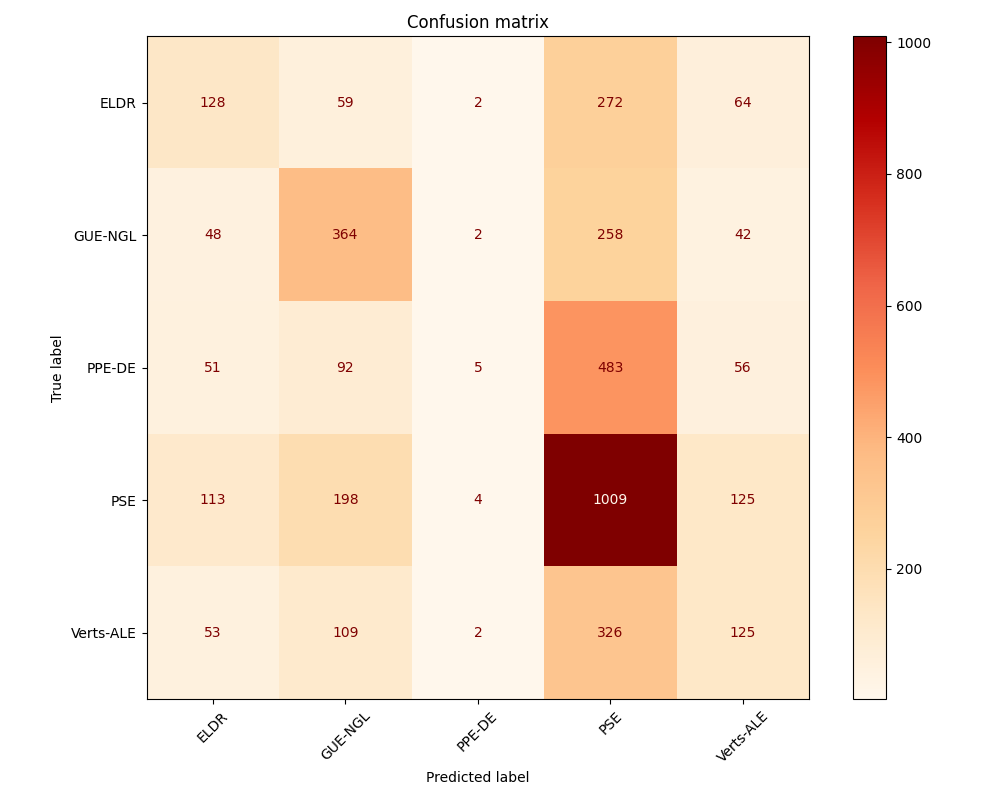 Confusion matrix
True label
ELDR 128 59 2 272 64
GUE-NGL 48 364 2 258 42
PPE-DE 51 92 5 483 56
PSE 113 198 4 1009 125
Verts-ALE 53 109 2 326 125
ELDR GUE-NGL PPE-DE PSE Verts-ALE
Predicted label
1000
800
600
400
200